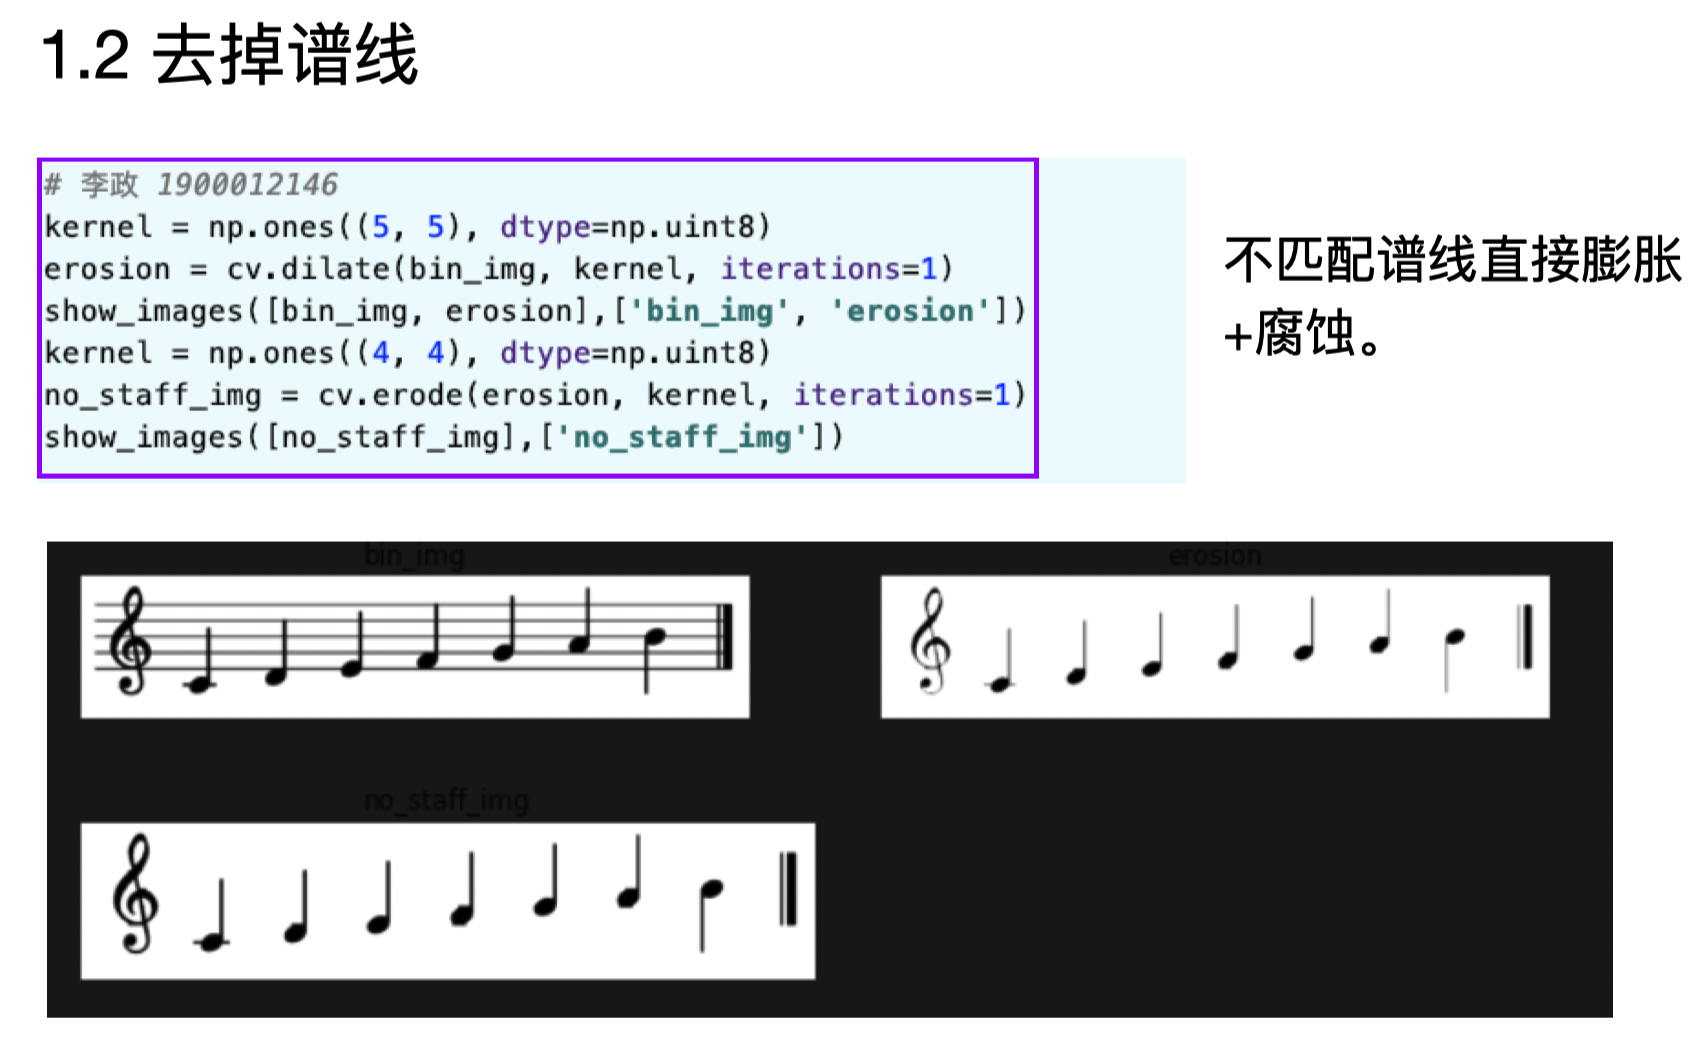 1.2 去掉谱线
# 李政 1900012146
kernel = np.ones((5, 5), dtype=np.uint8)
erosion = cv.dilate(bin_img, kernel, iterations=1)
show_images([bin_img, erosion],['bin_img', 'erosion'])
kernel = np.ones((4, 4), dtype=np.uint8)
no_staff_img = cv.erode(erosion, kernel, iterations=1)
show_images([no_staff_img],['no_staff_img'])
不匹配谱线直接膨胀
+腐蚀。
bin_img
erosion
no_staff_img